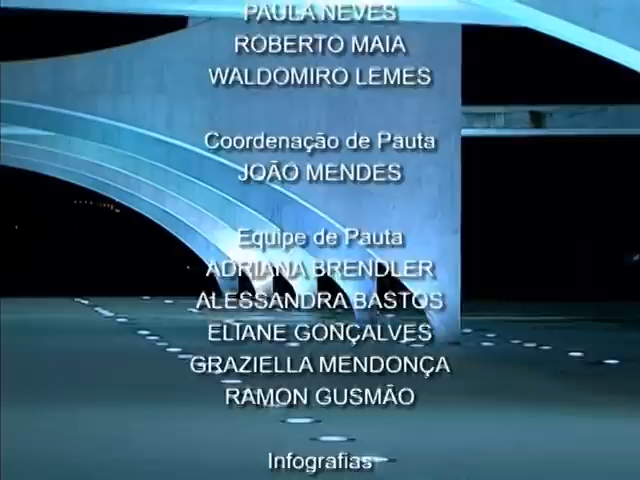 PAULA NEVES
ROBERTO MAIA
WALDOMIRO LEMES
Coordenação de Pauta
JOÃO MENDES
Equipe de Pauta
ADRIANA BRENDLER
ALESSANDRA BASTOS
ELIANE GONÇALVES
GRAZIELLA MENDONÇA
RAMON GUSMÃO
Infografias